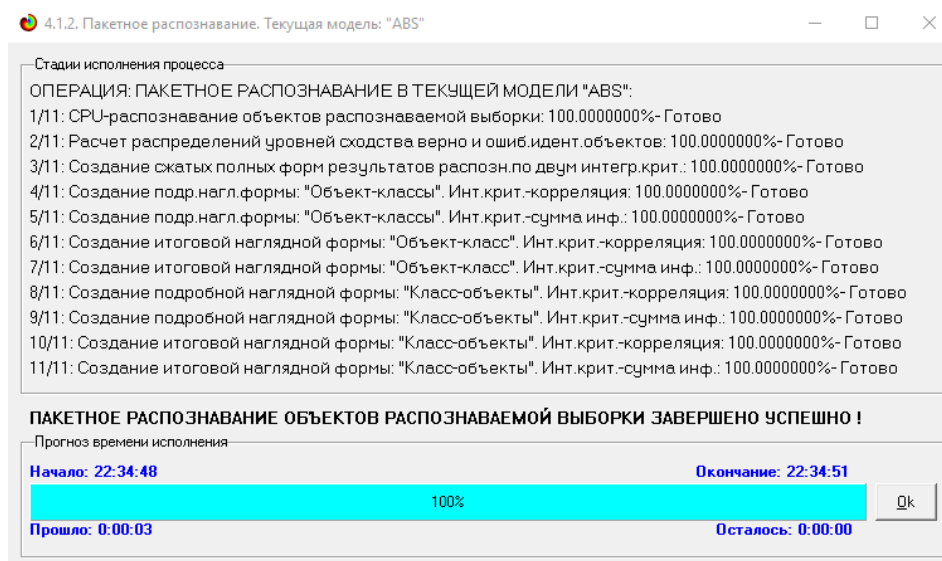 4.1.2. Пакетное распознавание. Текущая модель: "ABS"
Стадии исполнения процесса
ОПЕРАЦИЯ: ПАКЕТНОЕ РАСПОЗНАВАНИЕ В ТЕКУЩЕЙ МОДЕЛИ "ABS":
1/11: CPU-распознавание объектов распознаваемой выборки: 100.0000000%- Готово
2/11: Расчет распределений уровней сходства верно и ошиб.идент.объектов: 100.0000000%- Готово
3/11: Создание сжатых полных форм результатов распозн.по двум интегр.крит.: 100.0000000%- Готово
4/11: Создание подр.нагл.формы: "Объект-классы". Инт.крит.-корреляция: 100.0000000%- Готово
5/11: Создание подр.нагл.формы: "Объект-классы". Инт.крит.-сумма инф.: 100.0000000%- Готово
6/11: Создание итоговой наглядной формы: "Объект-класс". Инт.крит.-корреляция: 100.0000000%- Готово
7/11: Создание итоговой наглядной формы: "Объект-класс". Инт.крит.-сумма инф.: 100.0000000%- Готово
8/11: Создание подробной наглядной формы: "Класс-объекты". Инт.крит.-корреляция: 100.0000000%- Готово
9/11: Создание подробной наглядной формы: "Класс-объекты". Инт.крит.-сумма инф.: 100.0000000%- Готово
10/11: Создание итоговой наглядной формы: "Класс-объекты". Инт.крит.-корреляция: 100.0000000%- Готово
11/11: Создание итоговой наглядной формы: "Класс-объекты". Инт.крит.-сумма инф.: 100.0000000%- Готово
ПАКЕТНОЕ РАСПОЗНАВАНИЕ ОБЪЕКТОВ РАСПОЗНАВАЕМОЙ ВЫБОРКИ ЗАВЕРШЕНО УСПЕШНО !
Прогноз времени исполнения
Начало: 22:34:48 Окончание: 22:34:51
100% Ok
Прошло: 0:00:03 Осталось: 0:00:00